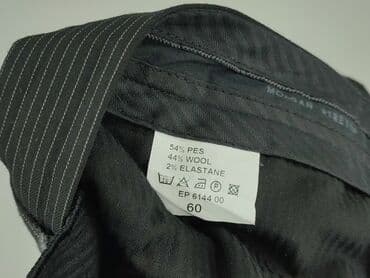 54% PES
44% WOOL
2% ELASTANE
EP 6144 00
60